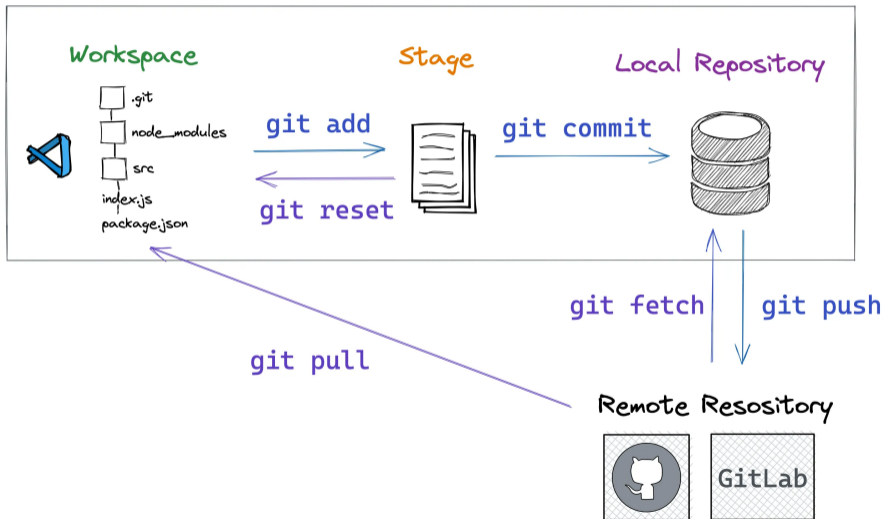 Workspace
Stage
Local Repository
.git
node_modules
src
index.js
package.json
git add
git reset
git commit
git fetch
git push
git pull
Remote Resository
GitLab